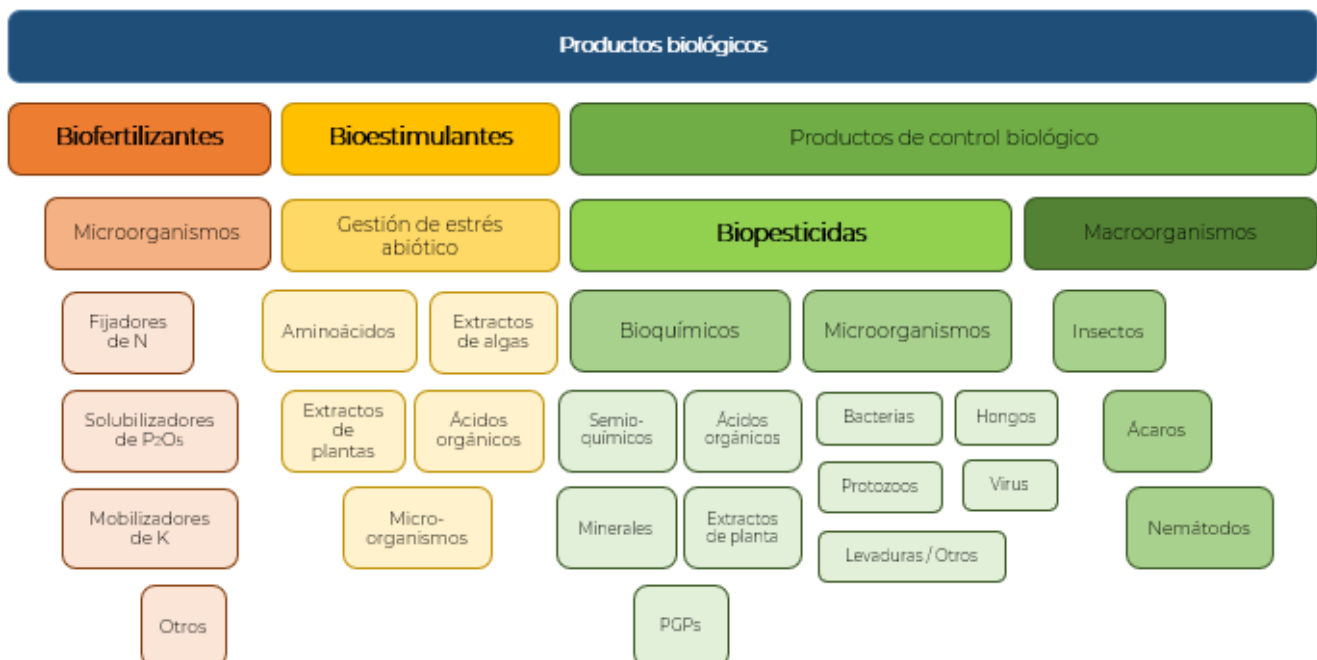 Productos biológicos
Biofertilizantes
Bioestimulantes
Productos de control biológico
Microorganismos
Gestión de estrés
abiótico
Biopesticidas
Macroorganismos
Fijadores
de N
Aminoácidos
Extractos
de algas
Bioquímicos
Microorganismos
Insectos
Solubilizadores
de P2O5
Extractos
de
plantas
Ácidos
orgánicos
Semio-
químicos
Ácidos
orgánicos
Bacterias
Hongos
Ácaros
Protozoos
Virus
Mobilizadores
de K
Micro-
organismos
Minerales
Extractos
de planta
Levaduras / Otros
Nemátodos
Otros
PGPs